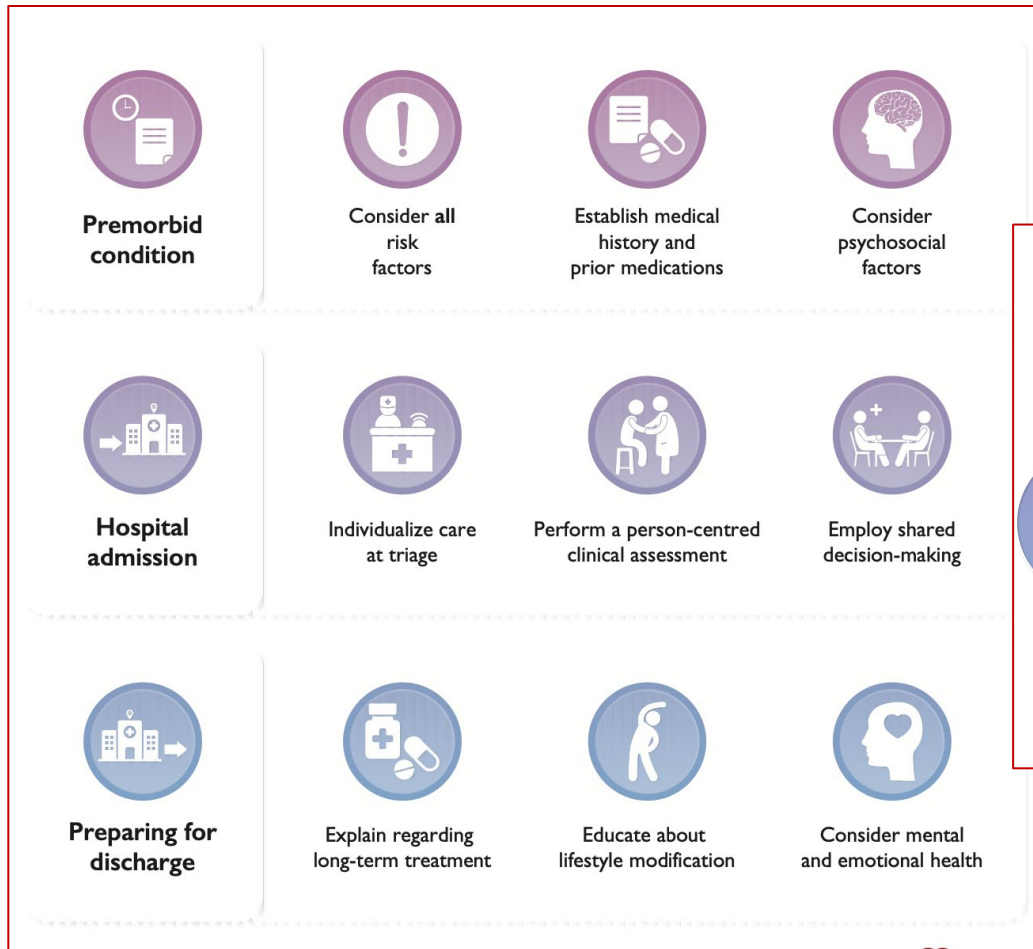 Premorbid
condition
Consider all
risk
factors
Establish medical
history and
prior medications
Consider
psychosocial
factors
Hospital
admission
Individualize care
at triage
Perform a person-centred
clinical assessment
Employ shared
decision-making
Preparing for
discharge
Explain regarding
long-term treatment
Educate about
lifestyle modification
Consider mental
and emotional health